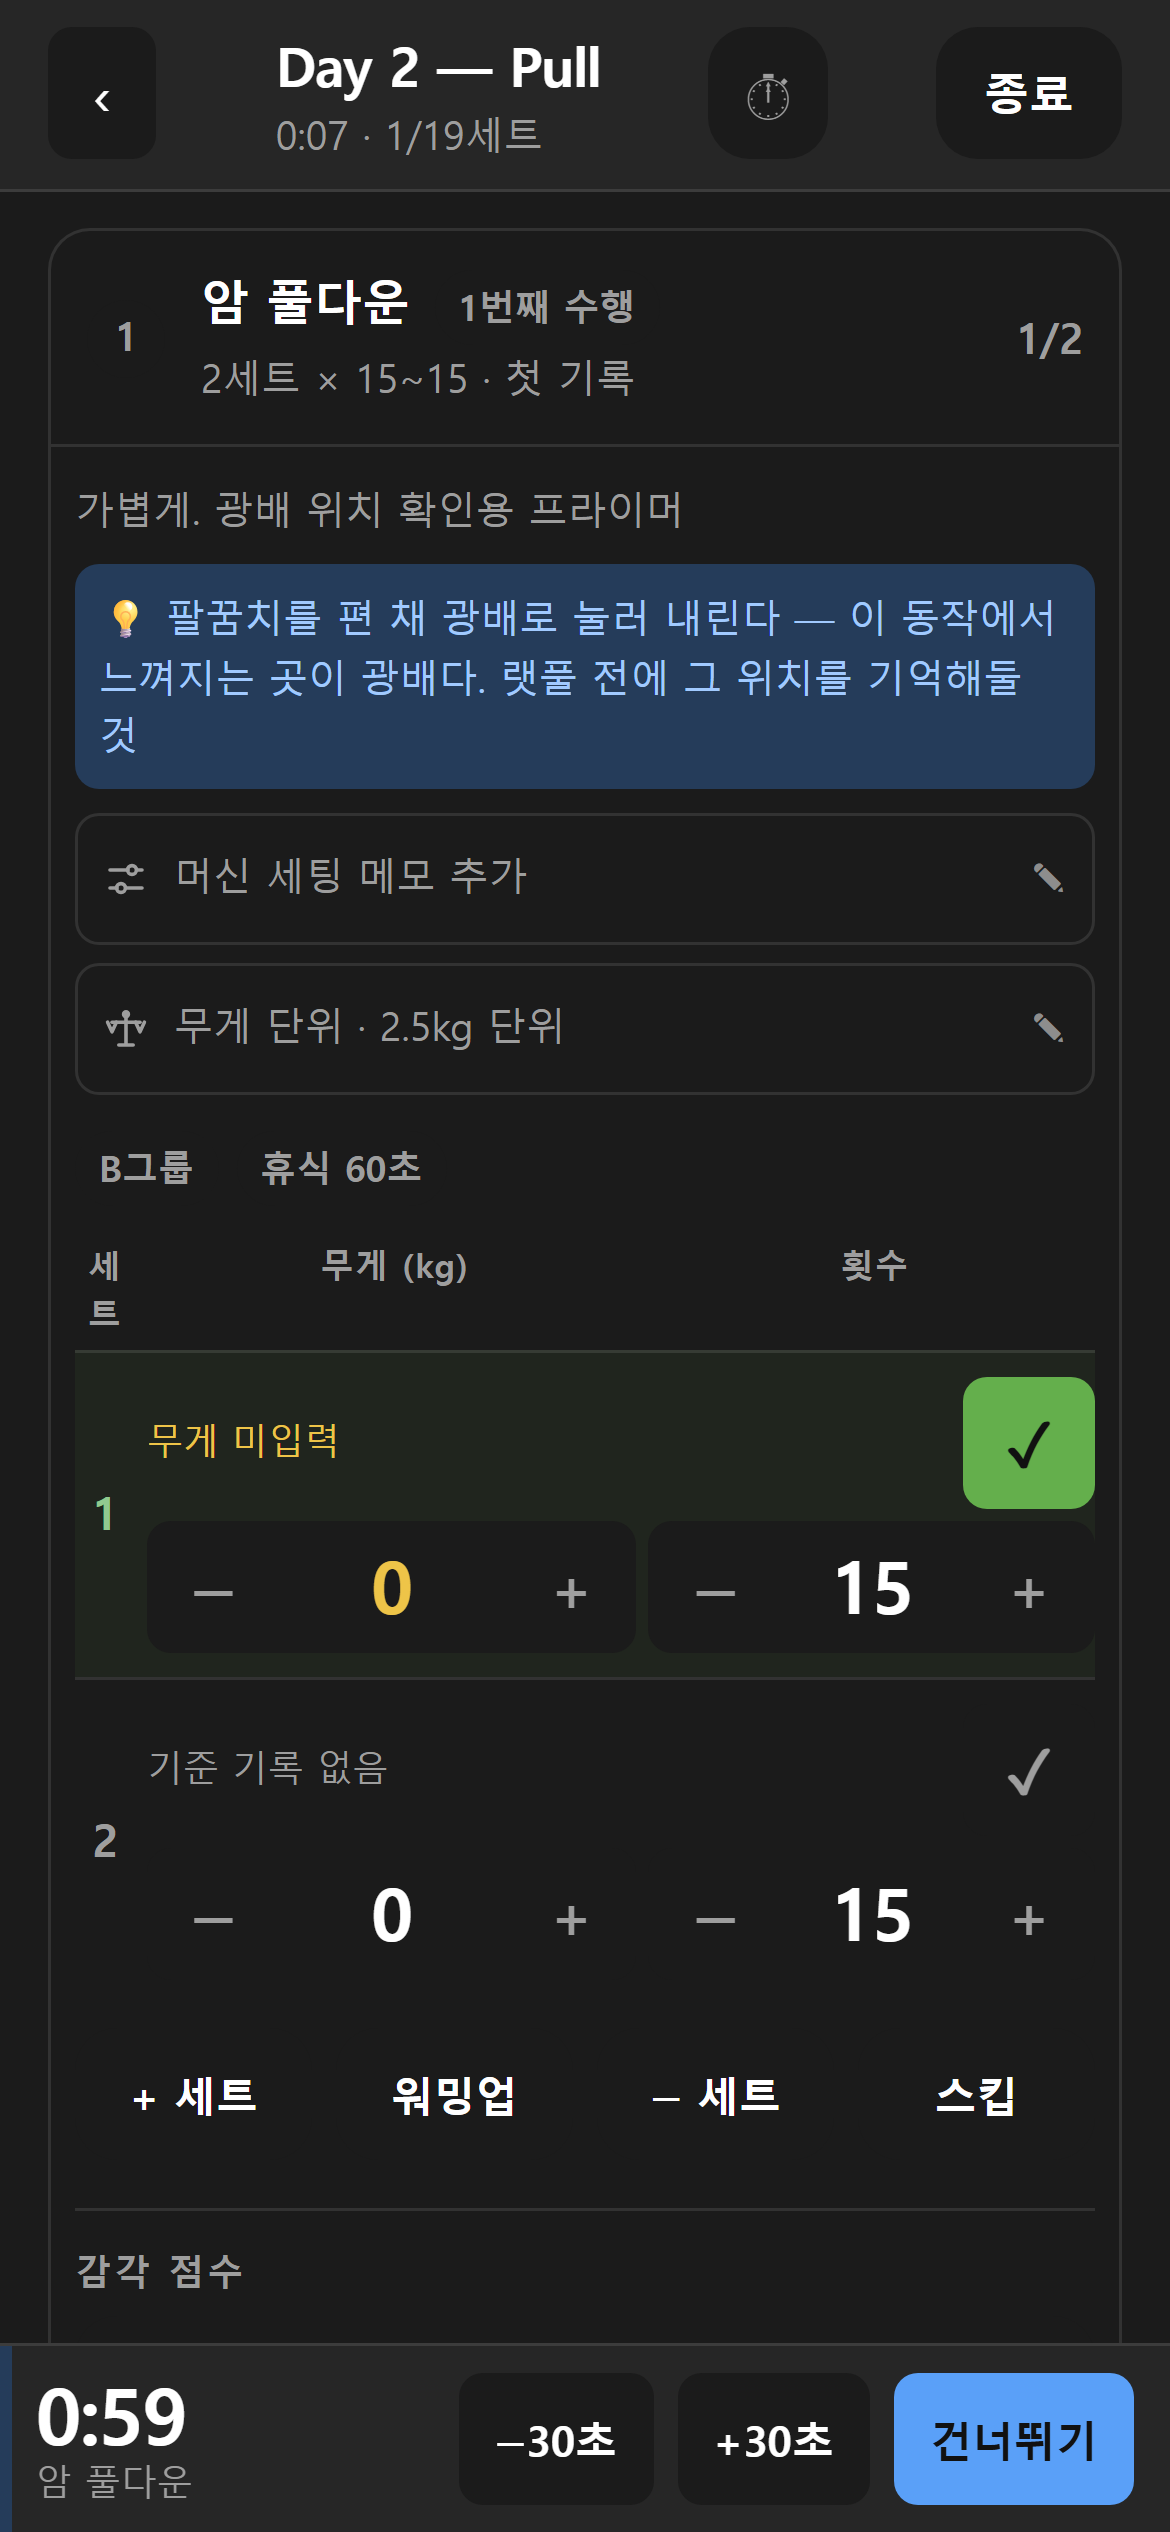 ‹
Day 2 — Pull
0:07 · 1/19세트
종료
1
암 풀다운 1번째 수행
2세트 × 15~15 · 첫 기록
1/2
가볍게. 광배 위치 확인용 프라이머
💡 팔꿈치를 편 채 광배로 눌러 내린다 — 이 동작에서
느껴지는 곳이 광배다. 랫풀 전에 그 위치를 기억해둘
것
머신 세팅 메모 추가
무게 단위 · 2.5kg 단위
B그룹 휴식 60초
세
트
무게 (kg)
횟수
무게 미입력
✓
1
– 0 + – 15 +
기준 기록 없음
✓
2
– 0 + – 15 +
+ 세트 워밍업 – 세트 스킵
감각 점수
0:59
암 풀다운
–30초 +30초 건너뛰기